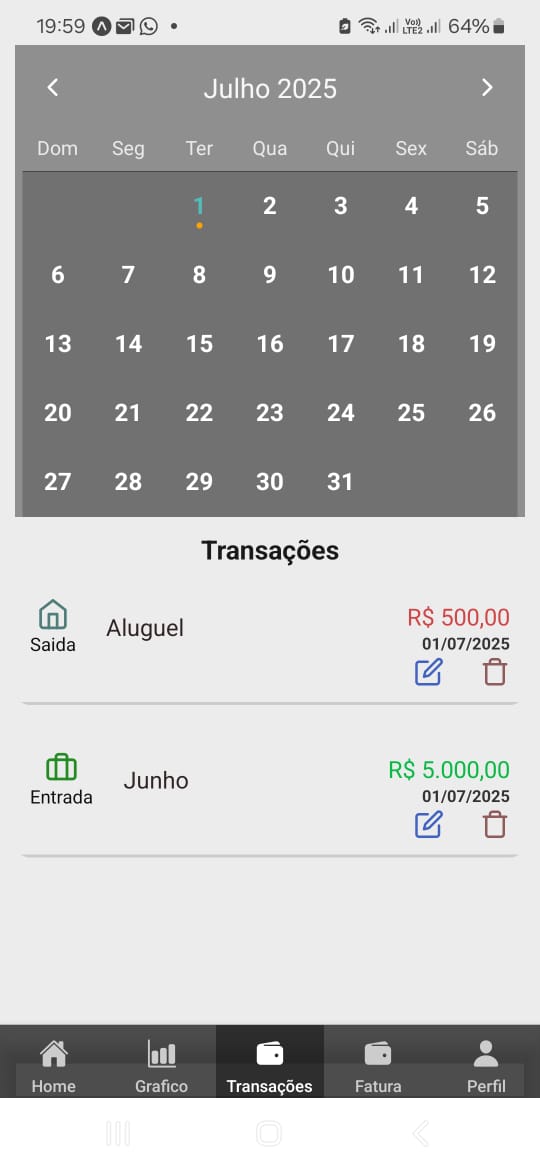 19:59 Vo)) LTE2 64%
Julho 2025
Dom Seg Ter Qua Qui Sex Sáb
1 2 3 4 5
6 7 8 9 10 11 12
13 14 15 16 17 18 19
20 21 22 23 24 25 26
27 28 29 30 31
Transações
Aluguel R$ 500,00
Saida 01/07/2025
Junho R$ 5.000,00
Entrada 01/07/2025
Home Grafico Transações Fatura Perfil